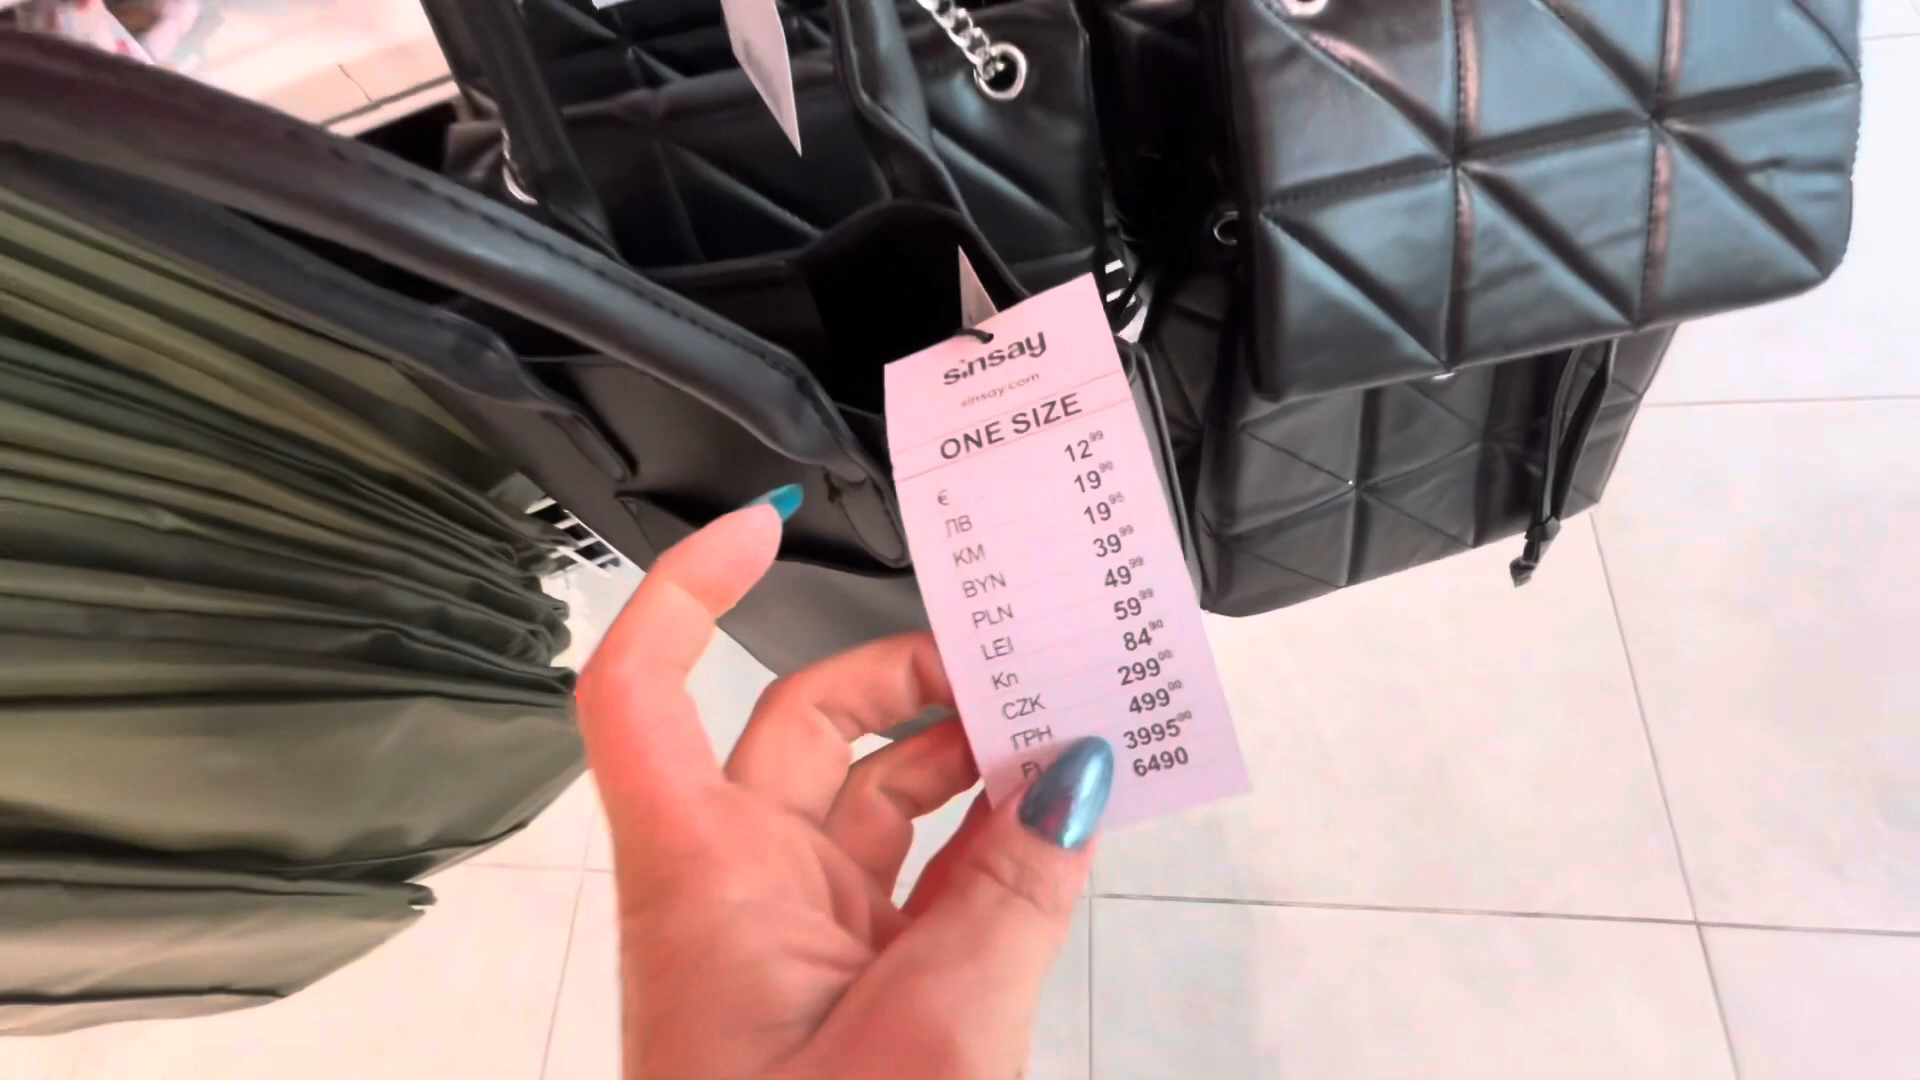 sinsay
sinsay.com
ONE SIZE
€ 12⁹⁹
ЛВ 19⁹⁰
KM 19⁹⁵
BYN 39⁹⁹
PLN 49⁹⁹
LEI 59⁹⁹
Kn 84⁹⁰
CZK 299⁰⁰
ГРН 499⁰⁰
3995⁰⁰
6490